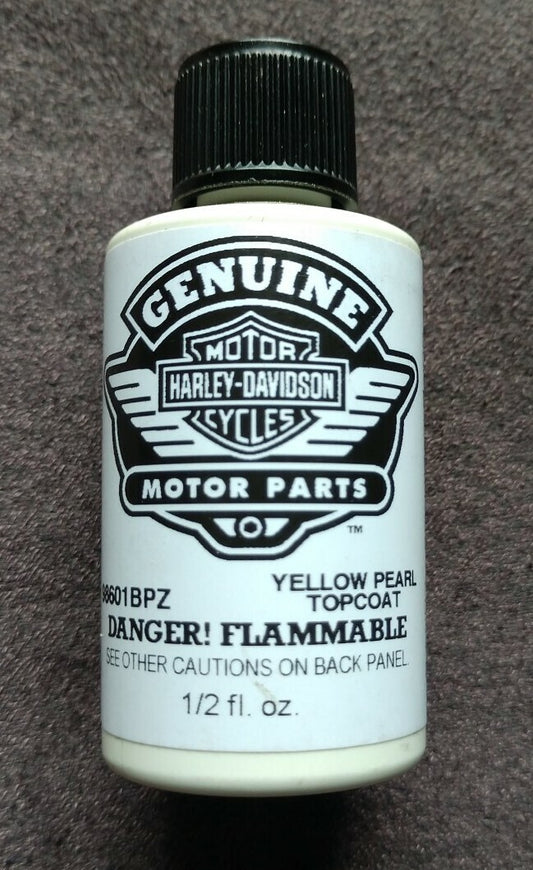 GENUINE
MOTOR
HARLEY-DAVIDSON
CYCLES
MOTOR PARTS
TM
98601BPZ
YELLOW PEARL
TOPCOAT
DANGER! FLAMMABLE
SEE OTHER CAUTIONS ON BACK PANEL.
1/2 fl. oz.